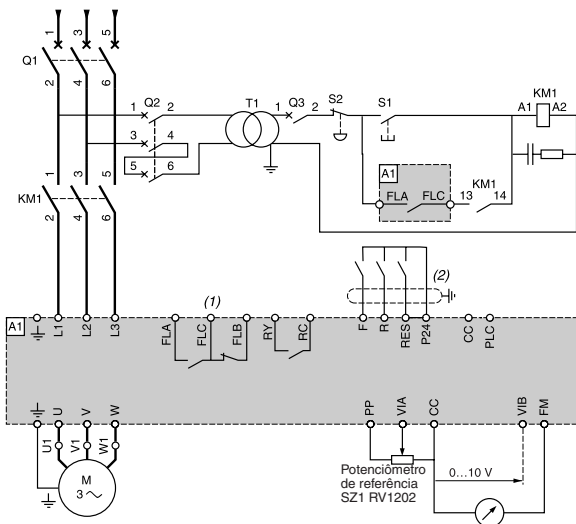 1 3 5
Q1
2 4 6
1 Q2 2
3 4
5 6
T1
1 Q3 2
S2
S1
KM1
A1 A2
A1
FLA FLC
13 KM1 14
1 3 5
KM1
2 4 6
(1)
(2)
A1
L1 L2 L3 FLA FLC FLB RY RC F R RES P24 CC PLC
U V W PP VIA CC VIB FM
U1 V1 W1
M
3
Potenciômetro
de referência
SZ1 RV1202
0...10 V